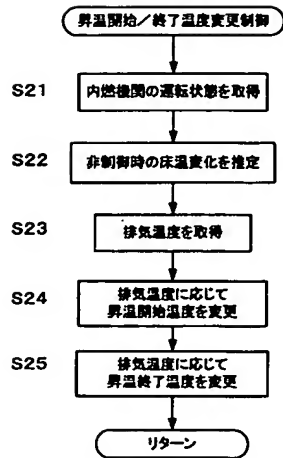 昇温開始／終了温度変更制御
S21
内燃機関の運転状態を取得
S22
非制御時の床温変化を推定
S23
排気温度を取得
S24
排気温度に応じて
昇温開始温度を変更
S25
排気温度に応じて
昇温終了温度を変更
リターン